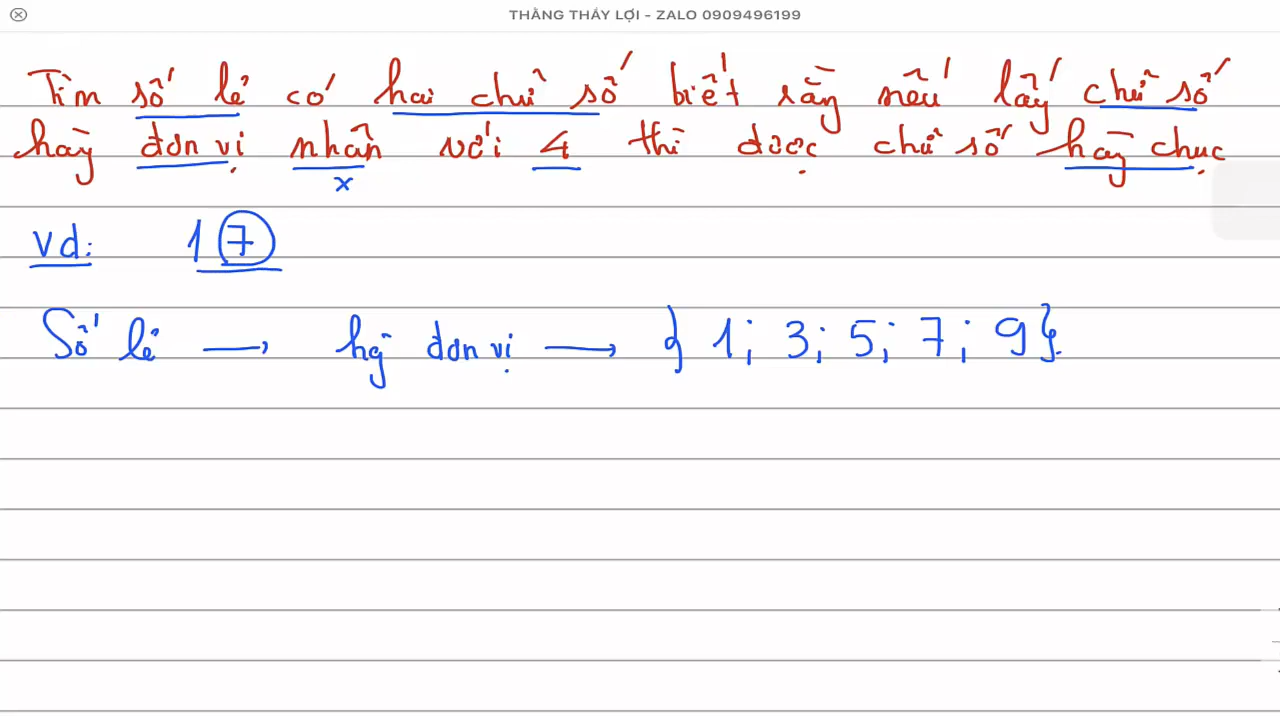 THẰNG THẦY LỢI - ZALO 0909496199
Tìm số lẻ có hai chữ số biết rằng nếu lấy chữ số
hàng đơn vị nhân với 4 thì được chữ số hàng chục
x
vd: 17
Số lẻ → hg đơn vị → { 1; 3; 5; 7; 9}.